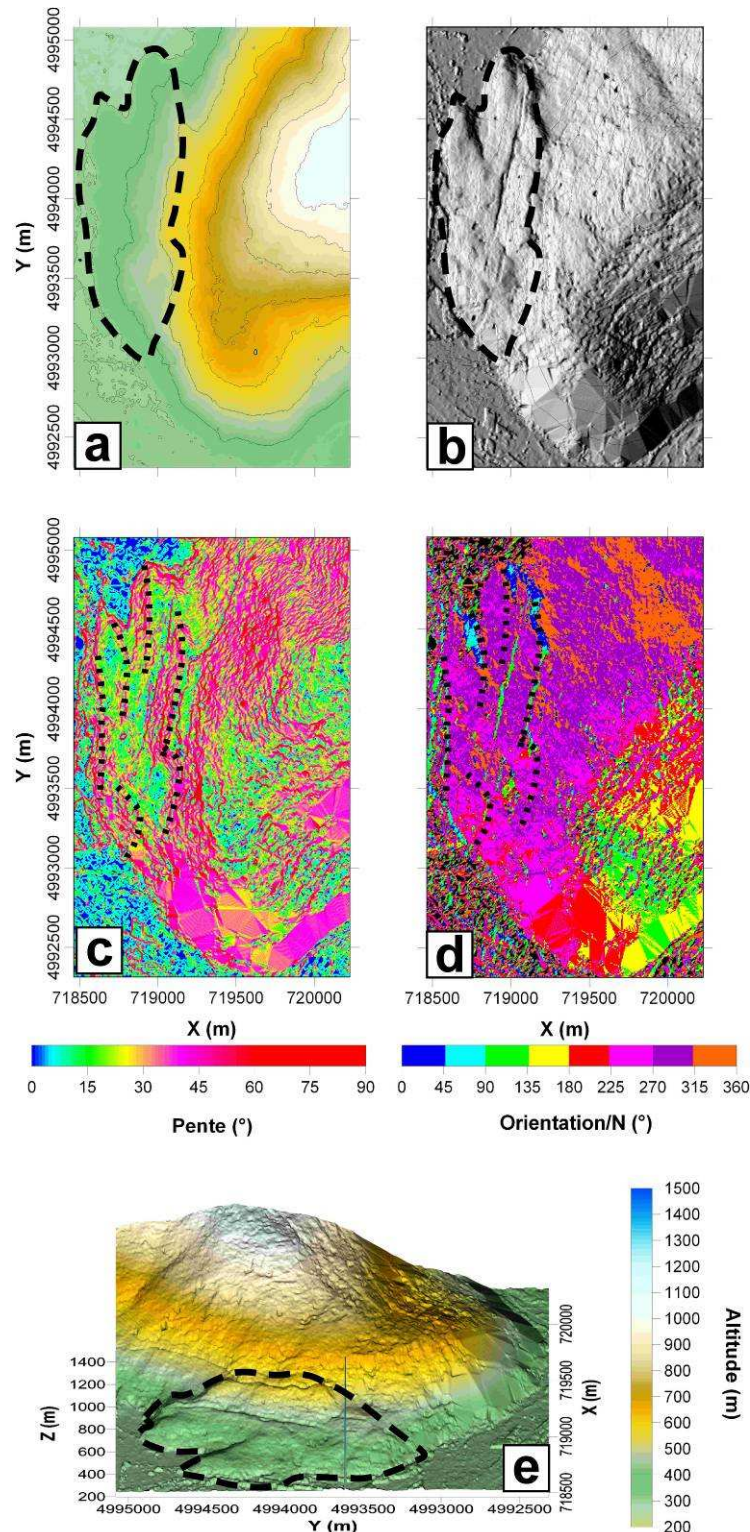 4995000
4994500
4994000
4993500
4993000
4992500
Y (m)
a
b
4995000
4994500
4994000
4993500
4993000
4992500
Y (m)
c
d
718500 719000 719500 720000
718500 719000 719500 720000
X (m)
X (m)
0 15 30 45 60 75 90
0 45 90 135 180 225 270 315 360
Pente (°)
Orientation/N (°)
1400
1200
1000
800
600
400
200
Z (m)
4995000 4994500 4994000 4993500 4993000 4992500
Y (m)
720000
719500
719000
718500
X (m)
e
1500
1400
1300
1200
1100
1000
900
800
700
600
500
400
300
200
Altitude (m)
0